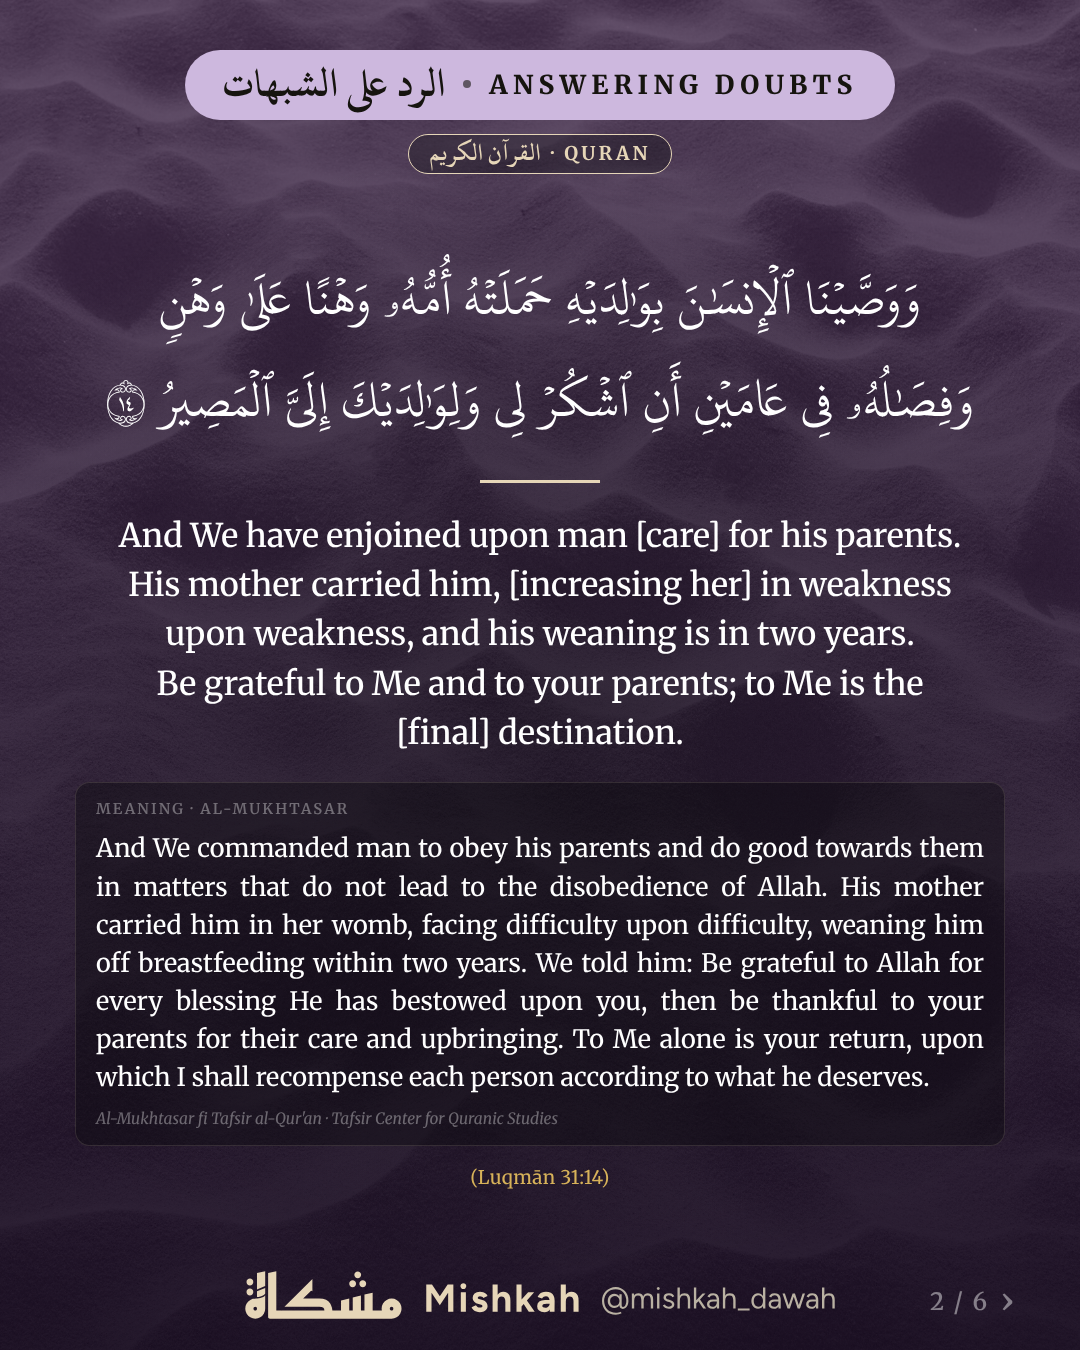 الرد على الشبهات • ANSWERING DOUBTS
القرآن الكريم · QURAN
وَوَصَّيۡنَا ٱلۡإِنسَٰنَ بِوَٰلِدَيۡهِ حَمَلَتۡهُ أُمُّهُۥ وَهۡنًا عَلَىٰ وَهۡنٖ
وَفِصَٰلُهُۥ فِي عَامَيۡنِ أَنِ ٱشۡكُرۡ لِي وَلِوَٰلِدَيۡكَ إِلَيَّ ٱلۡمَصِيرُ ١٤
And We have enjoined upon man [care] for his parents.
His mother carried him, [increasing her] in weakness
upon weakness, and his weaning is in two years.
Be grateful to Me and to your parents; to Me is the
[final] destination.
MEANING · AL-MUKHTASAR
And We commanded man to obey his parents and do good towards them
in matters that do not lead to the disobedience of Allah. His mother
carried him in her womb, facing difficulty upon difficulty, weaning him
off breastfeeding within two years. We told him: Be grateful to Allah for
every blessing He has bestowed upon you, then be thankful to your
parents for their care and upbringing. To Me alone is your return, upon
which I shall recompense each person according to what he deserves.
Al-Mukhtasar fi Tafsir al-Qur'an · Tafsir Center for Quranic Studies
(Luqmān 31:14)
مشكاة Mishkah @mishkah_dawah
2 / 6 ›